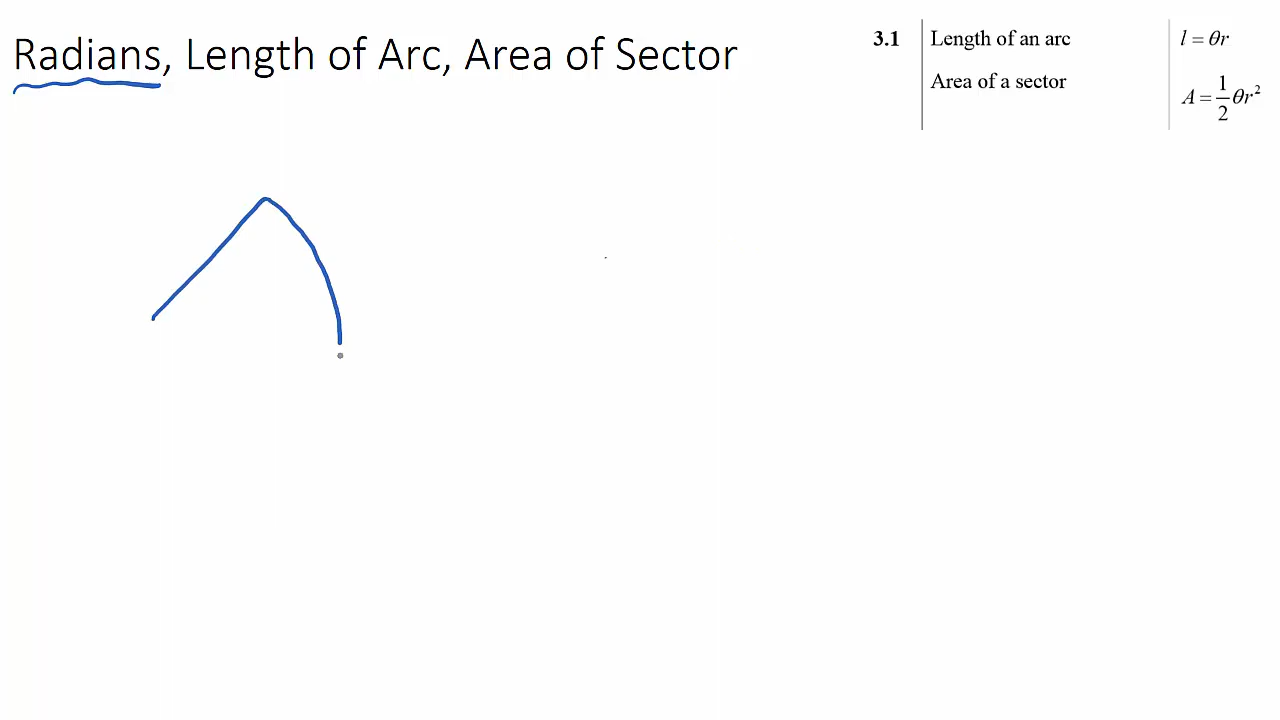 Radians, Length of Arc, Area of Sector
3.1 Length of an arc l = θr
Area of a sector A = \frac{1}{2}θr²